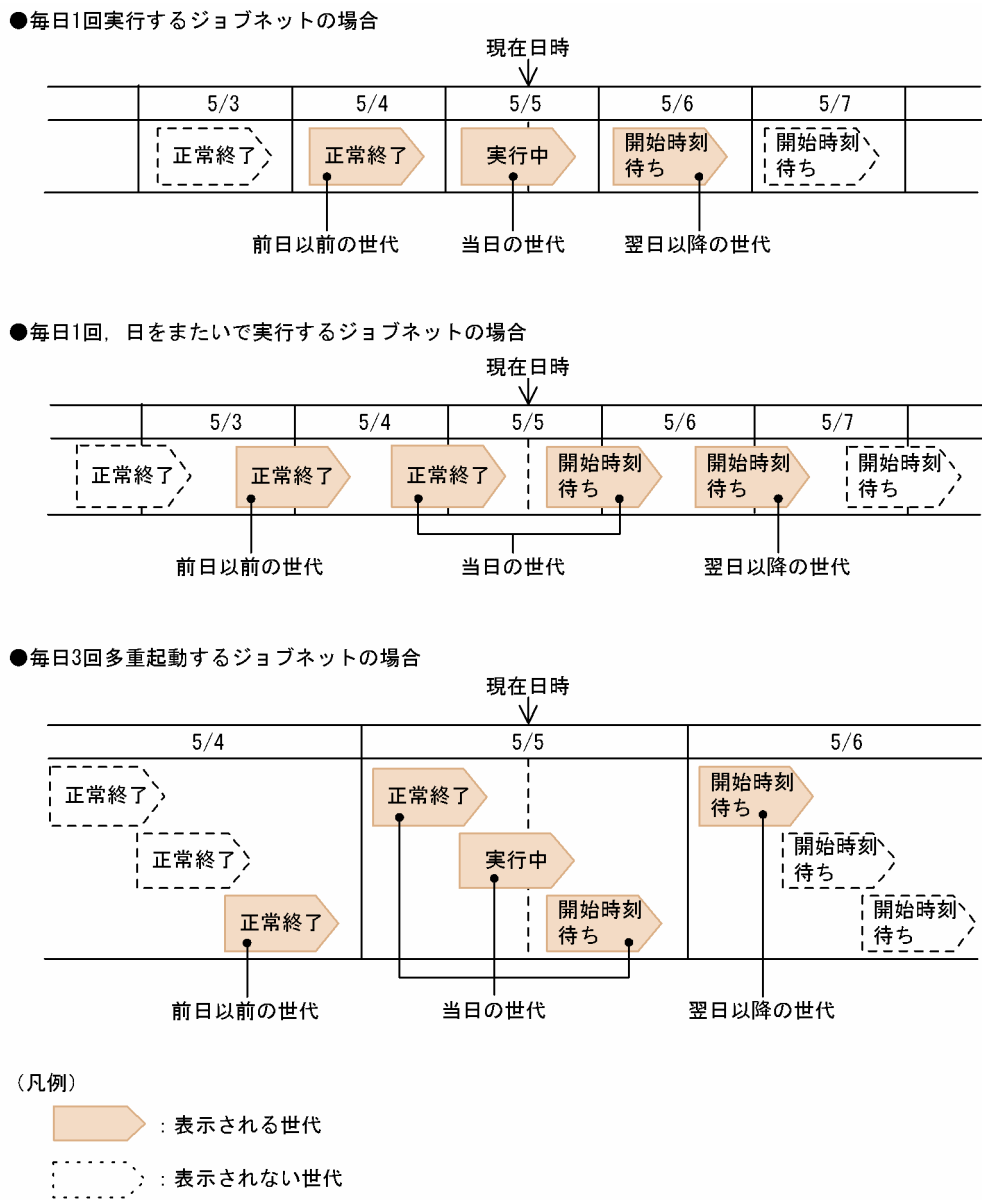 ●毎日1回実行するジョブネットの場合
現在日時
5/3 5/4 5/5 5/6 5/7
正常終了 正常終了 実行中 開始時刻 開始時刻
待ち 待ち
前日以前の世代 当日の世代 翌日以降の世代
●毎日1回，日をまたいで実行するジョブネットの場合
現在日時
5/3 5/4 5/5 5/6 5/7
正常終了 正常終了 正常終了 開始時刻 開始時刻 開始時刻
待ち 待ち 待ち
前日以前の世代 当日の世代 翌日以降の世代
●毎日3回多重起動するジョブネットの場合
現在日時
5/4 5/5 5/6
正常終了 正常終了 開始時刻
待ち
正常終了 実行中 開始時刻
待ち
正常終了 開始時刻 開始時刻
待ち 待ち
前日以前の世代 当日の世代 翌日以降の世代
（凡例）
：表示される世代
：表示されない世代